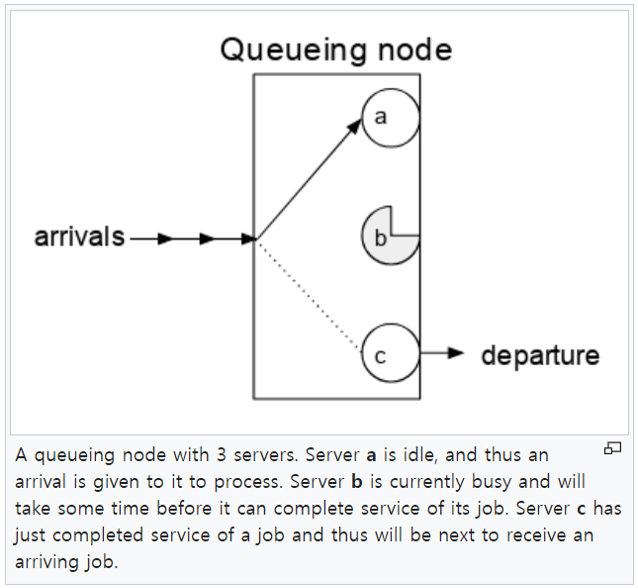 Queueing node
a
arrivals
b
c
departure
A queueing node with 3 servers. Server a is idle, and thus an
arrival is given to it to process. Server b is currently busy and will
take some time before it can complete service of its job. Server c has
just completed service of a job and thus will be next to receive an
arriving job.